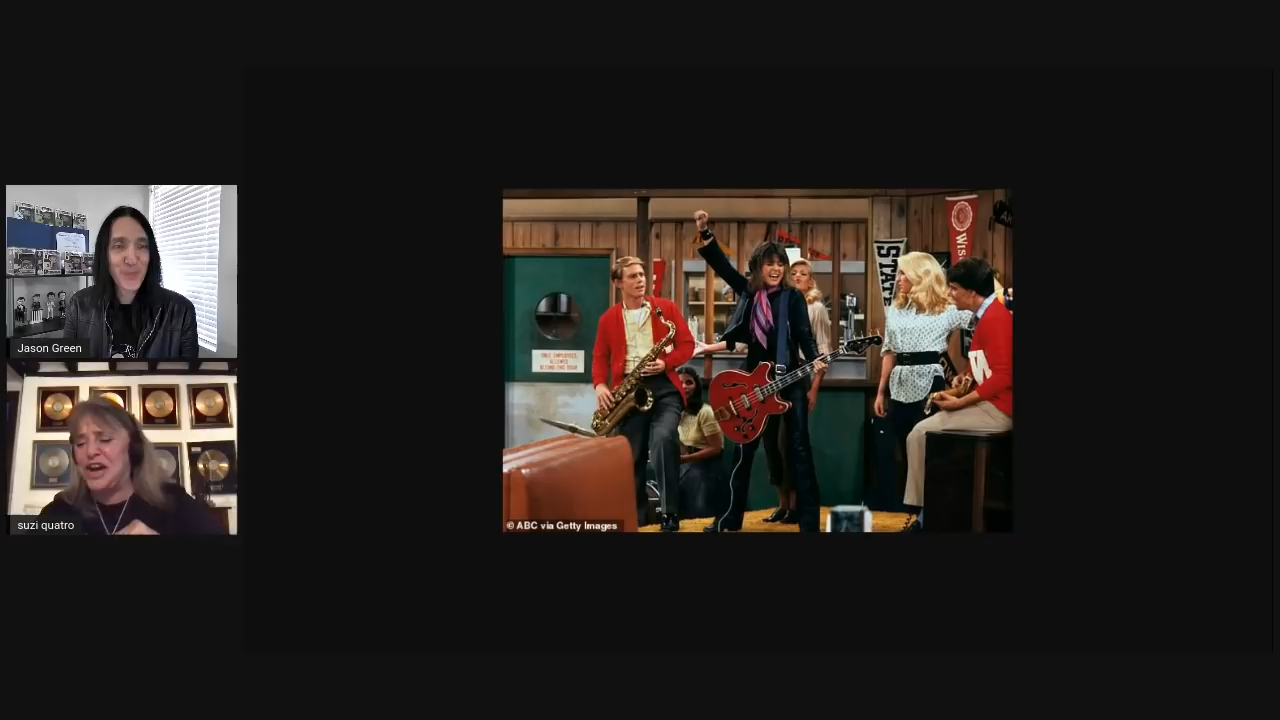 Jason Green
suzi quatro
ONLY EMPLOYEES
ALLOWED
BEYOND THIS DOOR
STATE
WIS
© ABC via Getty Images